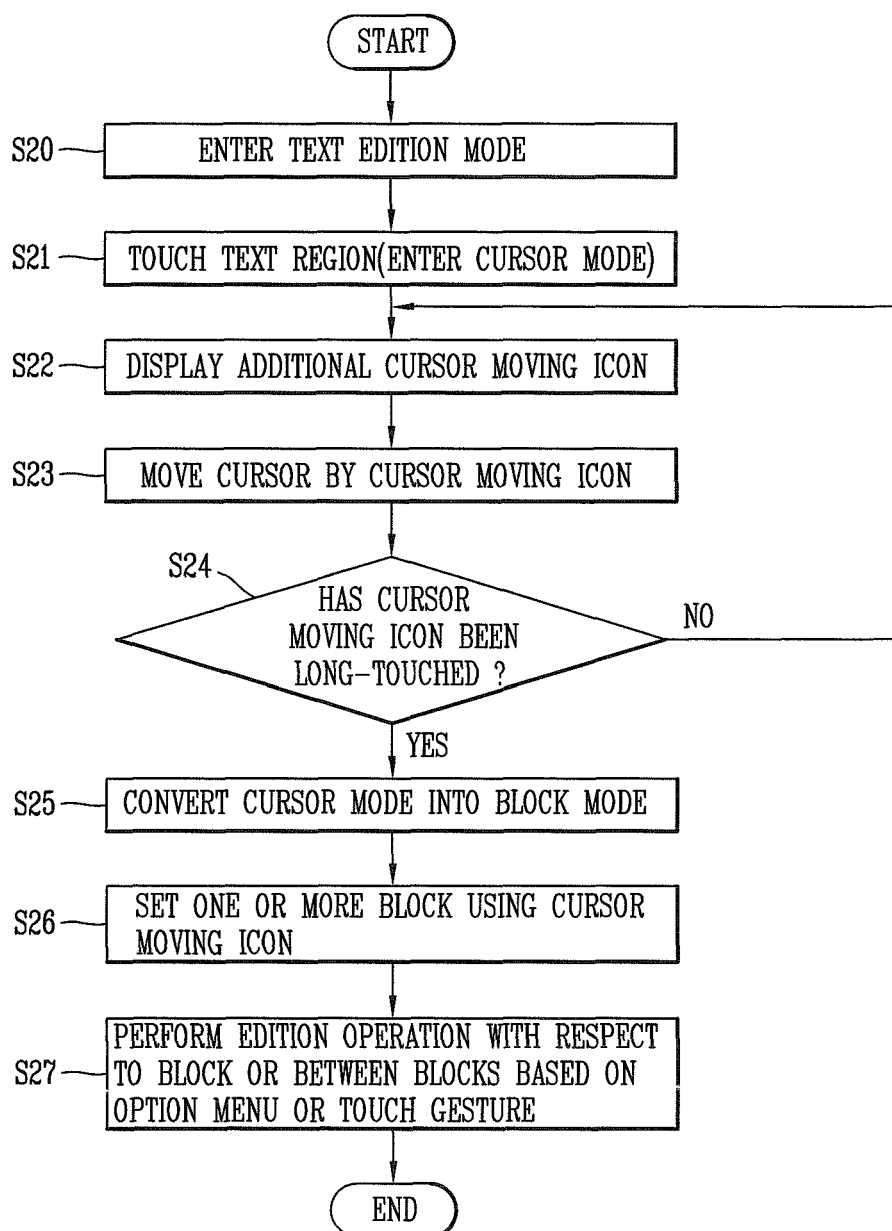 START
S20
ENTER TEXT EDITION MODE
S21
TOUCH TEXT REGION(ENTER CURSOR MODE)
S22
DISPLAY ADDITIONAL CURSOR MOVING ICON
S23
MOVE CURSOR BY CURSOR MOVING ICON
S24
HAS CURSOR
MOVING ICON BEEN
LONG-TOUCHED ?
NO
YES
S25
CONVERT CURSOR MODE INTO BLOCK MODE
S26
SET ONE OR MORE BLOCK USING CURSOR
MOVING ICON
S27
PERFORM EDITION OPERATION WITH RESPECT
TO BLOCK OR BETWEEN BLOCKS BASED ON
OPTION MENU OR TOUCH GESTURE
END